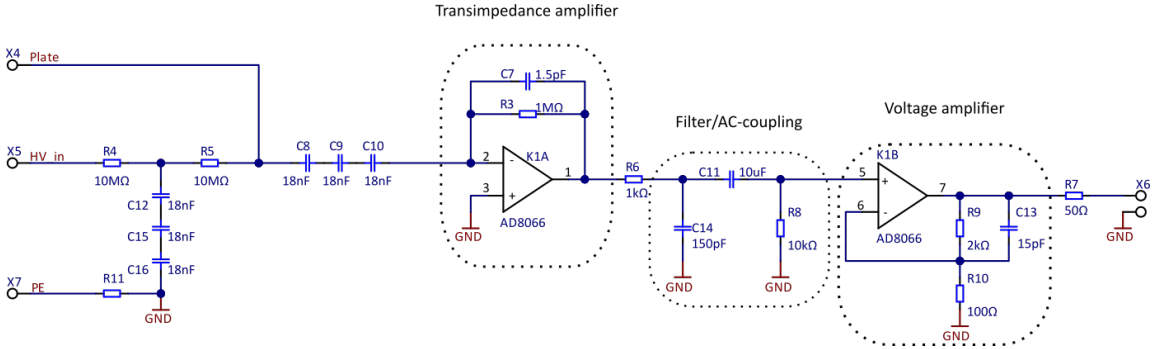 Transimpedance amplifier
X4
Plate
C7
1.5pF
R3
1MΩ
Filter/AC-coupling
Voltage amplifier
X5
HV_in
R4
10MΩ
R5
10MΩ
C8
18nF
C9
18nF
C10
18nF
2
-
3
+
K1A
1
AD8066
GND
R6
1kΩ
C11
10uF
C14
150pF
GND
R8
10kΩ
GND
K1B
5
+
6
-
7
AD8066
R9
2kΩ
C13
15pF
R10
100Ω
GND
R7
50Ω
X6
GND
C12
18nF
C15
18nF
C16
18nF
X7
PE
R11
GND